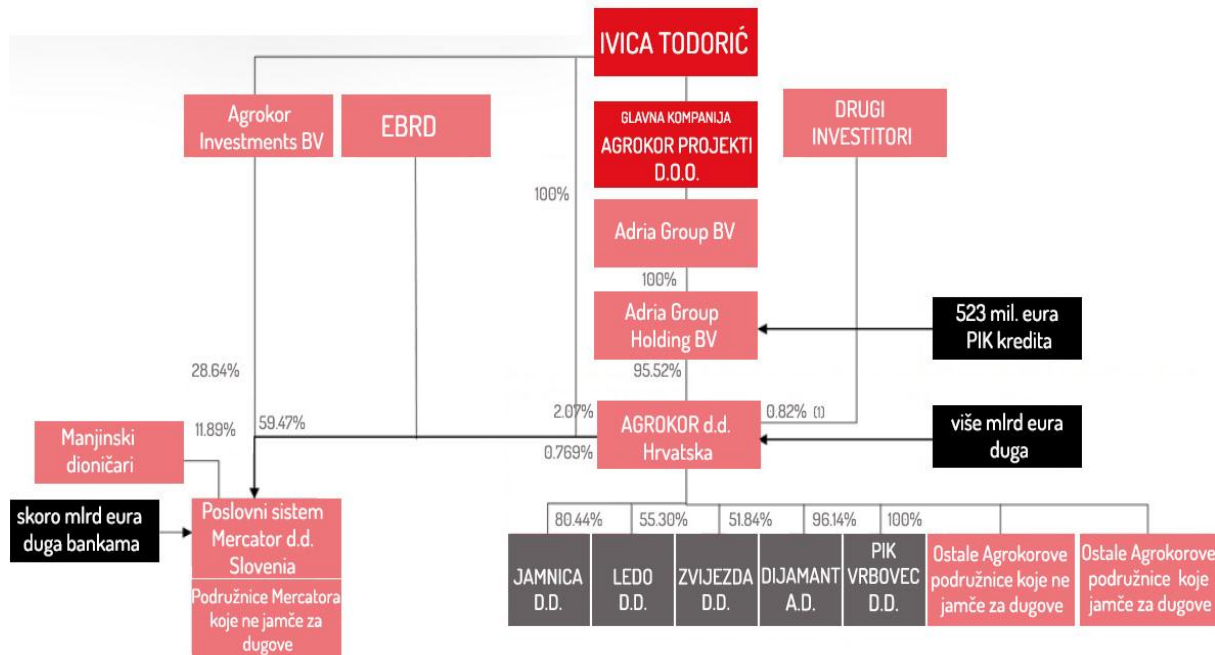 IVICA TODORIĆ
Agrokor
Investments BV
EBRD
GLAVNA KOMPANIJA
AGROKOR PROJEKTI
D.O.O.
DRUGI
INVESTITORI
100%
Adria Group BV
100%
Adria Group
Holding BV
523 mil. eura
PIK kredita
28.64%
95.52%
11.89%
59.47%
2.07%
0.769%
AGROKOR d.d.
Hrvatska
0.82% (1)
više mlrd eura
duga
Manjinski
dioničari
skoro mlrd eura
duga bankama
Poslovni sistem
Mercator d.d.
Slovenia
Podružnice Mercatora
koje ne jamče za
dugove
80.44%
55.30%
51.84%
96.14%
100%
JAMNICA
D.D.
LEDO
D.D.
ZVIJEZDA
D.D.
DIJAMANT
A.D.
PIK
VRBOVEC
D.D.
Ostale Agrokorove
podružnice koje ne
jamče za dugove
Ostale Agrokorove
podružnice koje
jamče za dugove